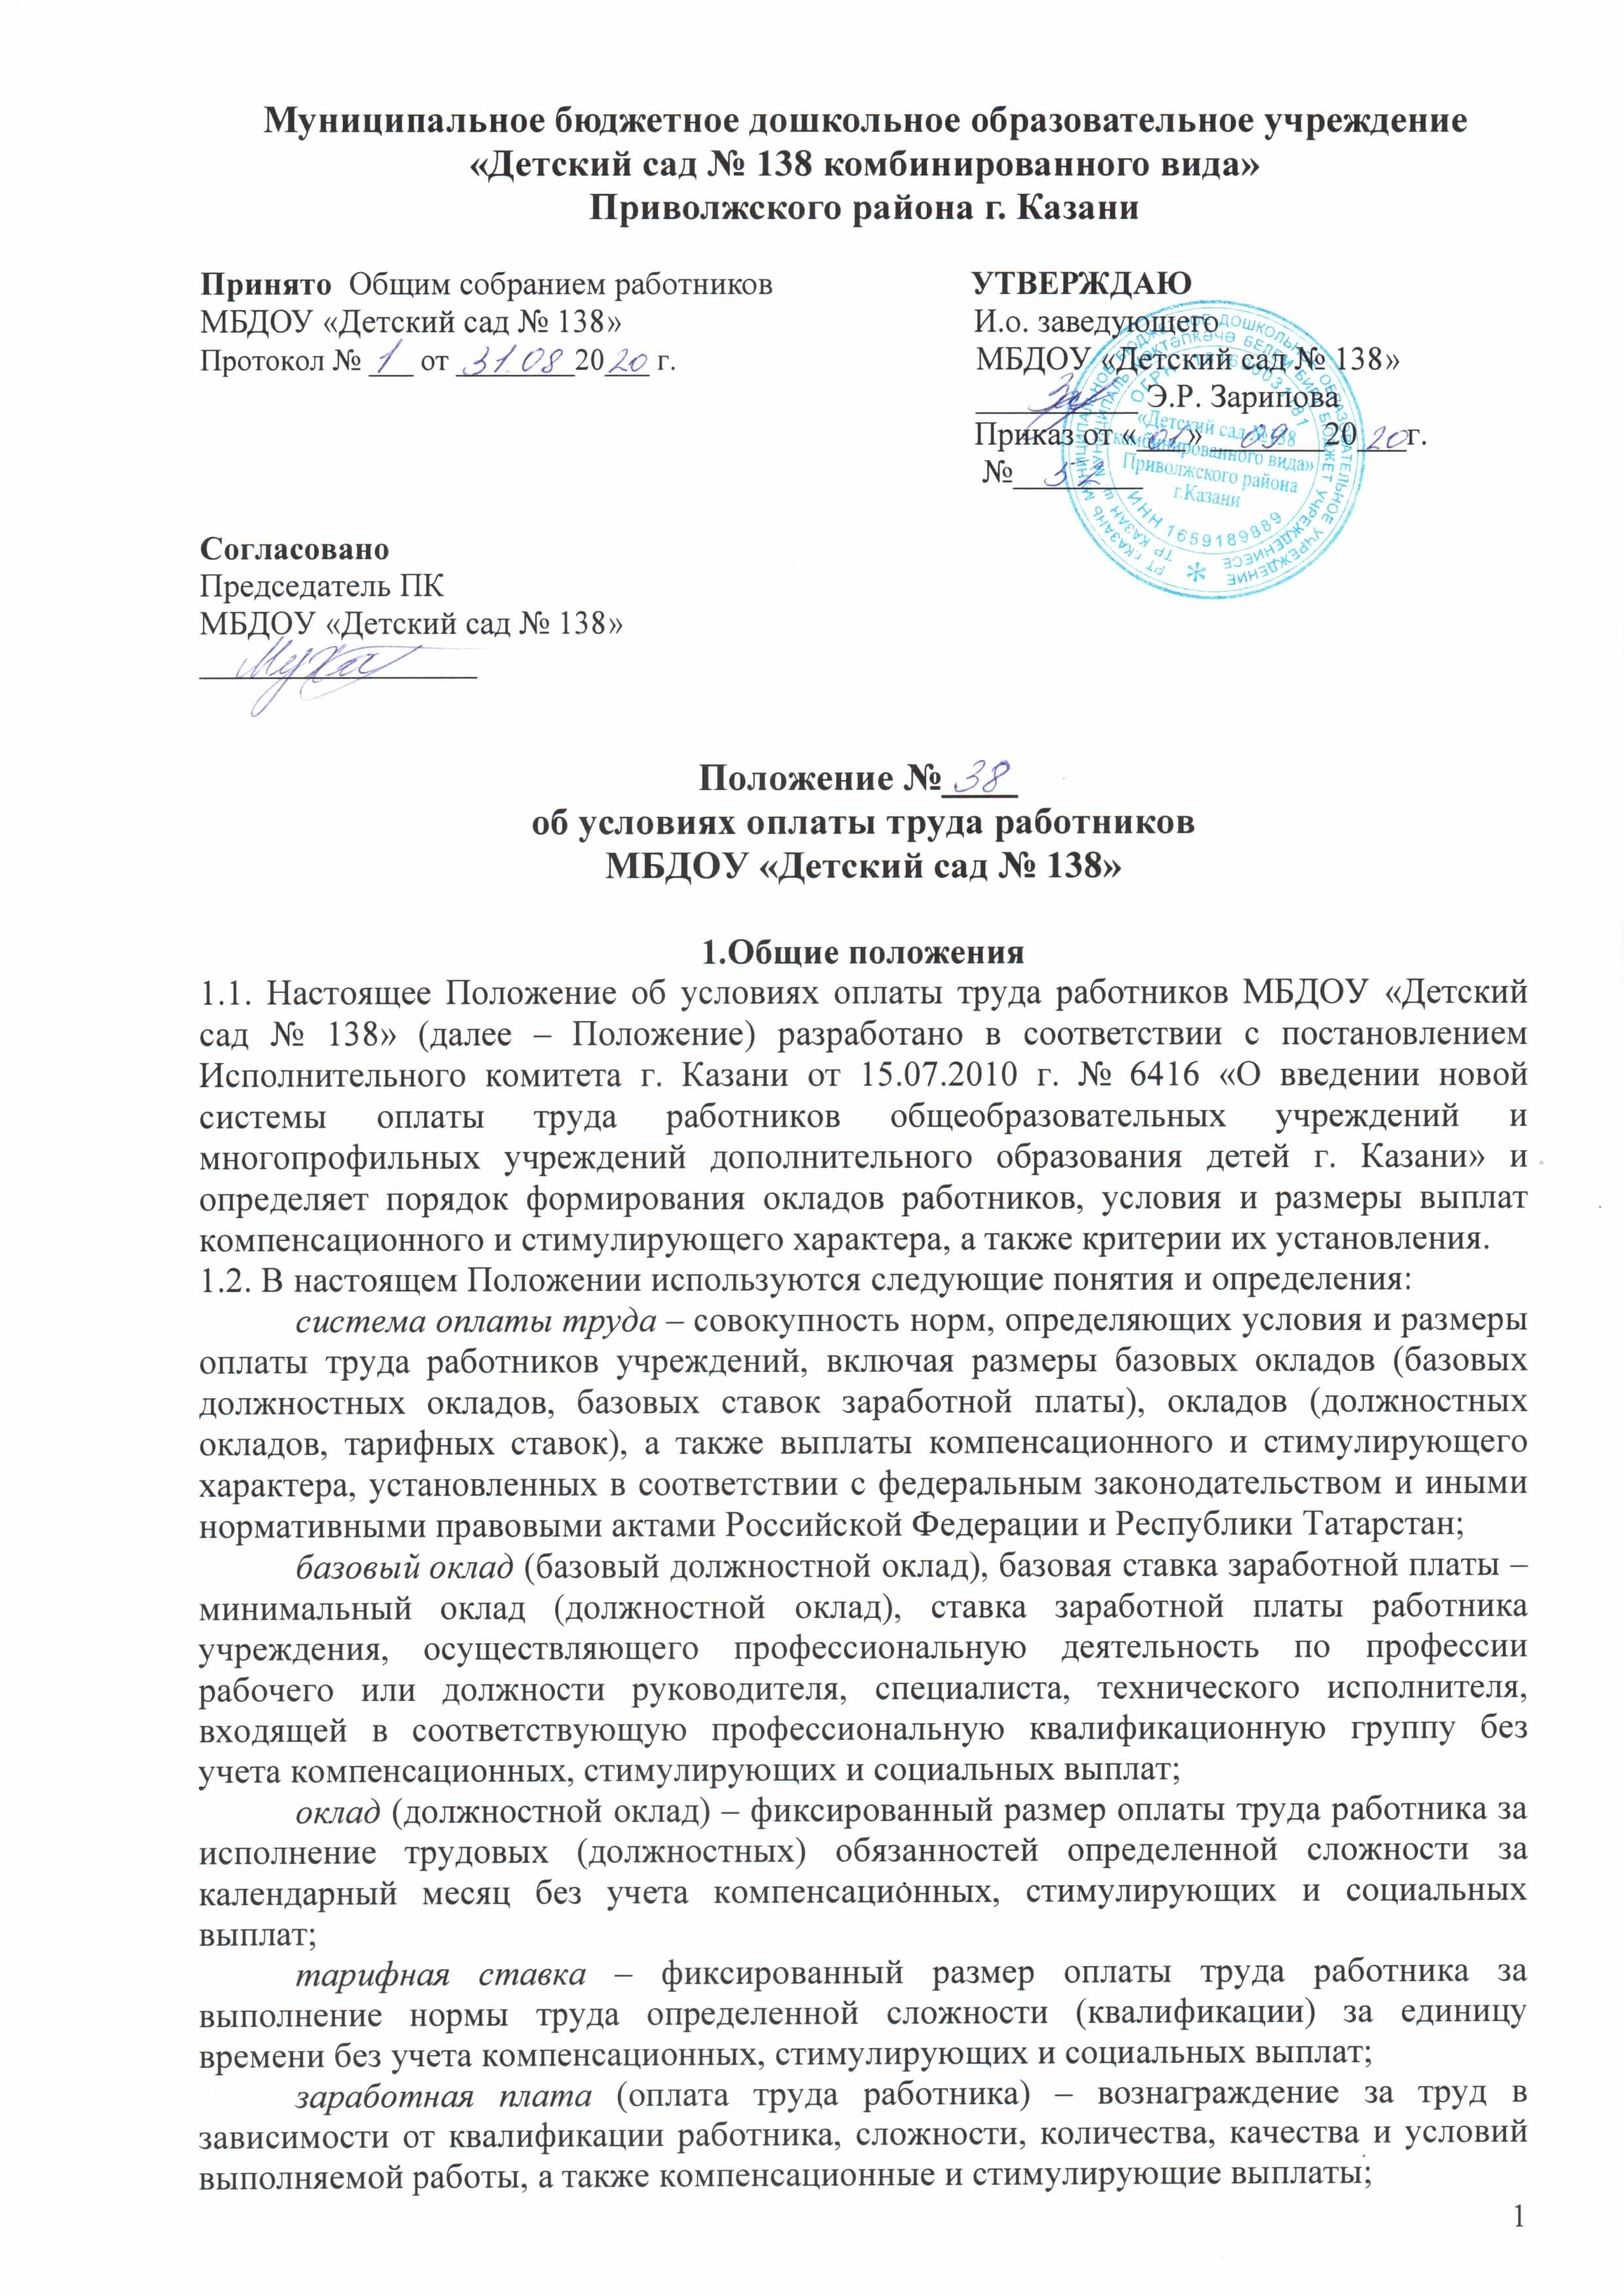 Муниципальное бюджетное дошкольное образовательное учреждение
«Детский сад № 138 комбинированного вида»
Приволжского района г. Казани
Принято Общим собранием работников
МБДОУ «Детский сад № 138»
Протокол № 1 от 31.08 2020 г.
УТВЕРЖДАЮ
И.о. заведующего
МБДОУ «Детский сад № 138»
Э.Р. Зарипова
Приказ от «01» 09 2020 г.
№ 52
«Детский сад № 138
комбинированного вида»
Приволжского района
г.Казани
ИНН 1659189889
Согласовано
Председатель ПК
МБДОУ «Детский сад № 138»
Положение № 38
об условиях оплаты труда работников
МБДОУ «Детский сад № 138»
1.Общие положения
1.1. Настоящее Положение об условиях оплаты труда работников МБДОУ «Детский
сад № 138» (далее – Положение) разработано в соответствии с постановлением
Исполнительного комитета г. Казани от 15.07.2010 г. № 6416 «О введении новой
системы оплаты труда работников общеобразовательных учреждений и
многопрофильных учреждений дополнительного образования детей г. Казани» и
определяет порядок формирования окладов работников, условия и размеры выплат
компенсационного и стимулирующего характера, а также критерии их установления.
1.2. В настоящем Положении используются следующие понятия и определения:
система оплаты труда – совокупность норм, определяющих условия и размеры
оплаты труда работников учреждений, включая размеры базовых окладов (базовых
должностных окладов, базовых ставок заработной платы), окладов (должностных
окладов, тарифных ставок), а также выплаты компенсационного и стимулирующего
характера, установленных в соответствии с федеральным законодательством и иными
нормативными правовыми актами Российской Федерации и Республики Татарстан;
базовый оклад (базовый должностной оклад), базовая ставка заработной платы –
минимальный оклад (должностной оклад), ставка заработной платы работника
учреждения, осуществляющего профессиональную деятельность по профессии
рабочего или должности руководителя, специалиста, технического исполнителя,
входящей в соответствующую профессиональную квалификационную группу без
учета компенсационных, стимулирующих и социальных выплат;
оклад (должностной оклад) – фиксированный размер оплаты труда работника за
исполнение трудовых (должностных) обязанностей определенной сложности за
календарный месяц без учета компенсационных, стимулирующих и социальных
выплат;
тарифная ставка – фиксированный размер оплаты труда работника за
выполнение нормы труда определенной сложности (квалификации) за единицу
времени без учета компенсационных, стимулирующих и социальных выплат;
заработная плата (оплата труда работника) – вознаграждение за труд в
зависимости от квалификации работника, сложности, количества, качества и условий
выполняемой работы, а также компенсационные и стимулирующие выплаты;
1